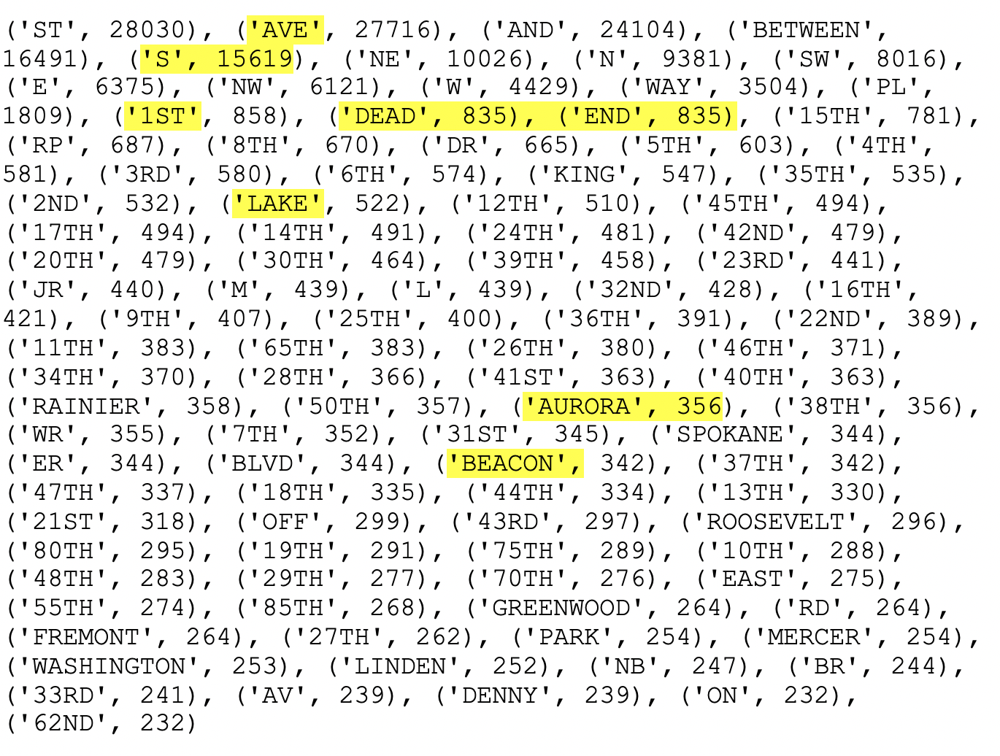 ('ST', 28030), ('AVE', 27716), ('AND', 24104), ('BETWEEN',
16491), ('S', 15619), ('NE', 10026), ('N', 9381), ('SW', 8016),
('E', 6375), ('NW', 6121), ('W', 4429), ('WAY', 3504), ('PL',
1809), ('1ST', 858), ('DEAD', 835), ('END', 835), ('15TH', 781),
('RP', 687), ('8TH', 670), ('DR', 665), ('5TH', 603), ('4TH',
581), ('3RD', 580), ('6TH', 574), ('KING', 547), ('35TH', 535),
('2ND', 532), ('LAKE', 522), ('12TH', 510), ('45TH', 494),
('17TH', 494), ('14TH', 491), ('24TH', 481), ('42ND', 479),
('20TH', 479), ('30TH', 464), ('39TH', 458), ('23RD', 441),
('JR', 440), ('M', 439), ('L', 439), ('32ND', 428), ('16TH',
421), ('9TH', 407), ('25TH', 400), ('36TH', 391), ('22ND', 389),
('11TH', 383), ('65TH', 383), ('26TH', 380), ('46TH', 371),
('34TH', 370), ('28TH', 366), ('41ST', 363), ('40TH', 363),
('RAINIER', 358), ('50TH', 357), ('AURORA', 356), ('38TH', 356),
('WR', 355), ('7TH', 352), ('31ST', 345), ('SPOKANE', 344),
('ER', 344), ('BLVD', 344), ('BEACON', 342), ('37TH', 342),
('47TH', 337), ('18TH', 335), ('44TH', 334), ('13TH', 330),
('21ST', 318), ('OFF', 299), ('43RD', 297), ('ROOSEVELT', 296),
('80TH', 295), ('19TH', 291), ('75TH', 289), ('10TH', 288),
('48TH', 283), ('29TH', 277), ('70TH', 276), ('EAST', 275),
('55TH', 274), ('85TH', 268), ('GREENWOOD', 264), ('RD', 264),
('FREMONT', 264), ('27TH', 262), ('PARK', 254), ('MERCER', 254),
('WASHINGTON', 253), ('LINDEN', 252), ('NB', 247), ('BR', 244),
('33RD', 241), ('AV', 239), ('DENNY', 239), ('ON', 232),
('62ND', 232)